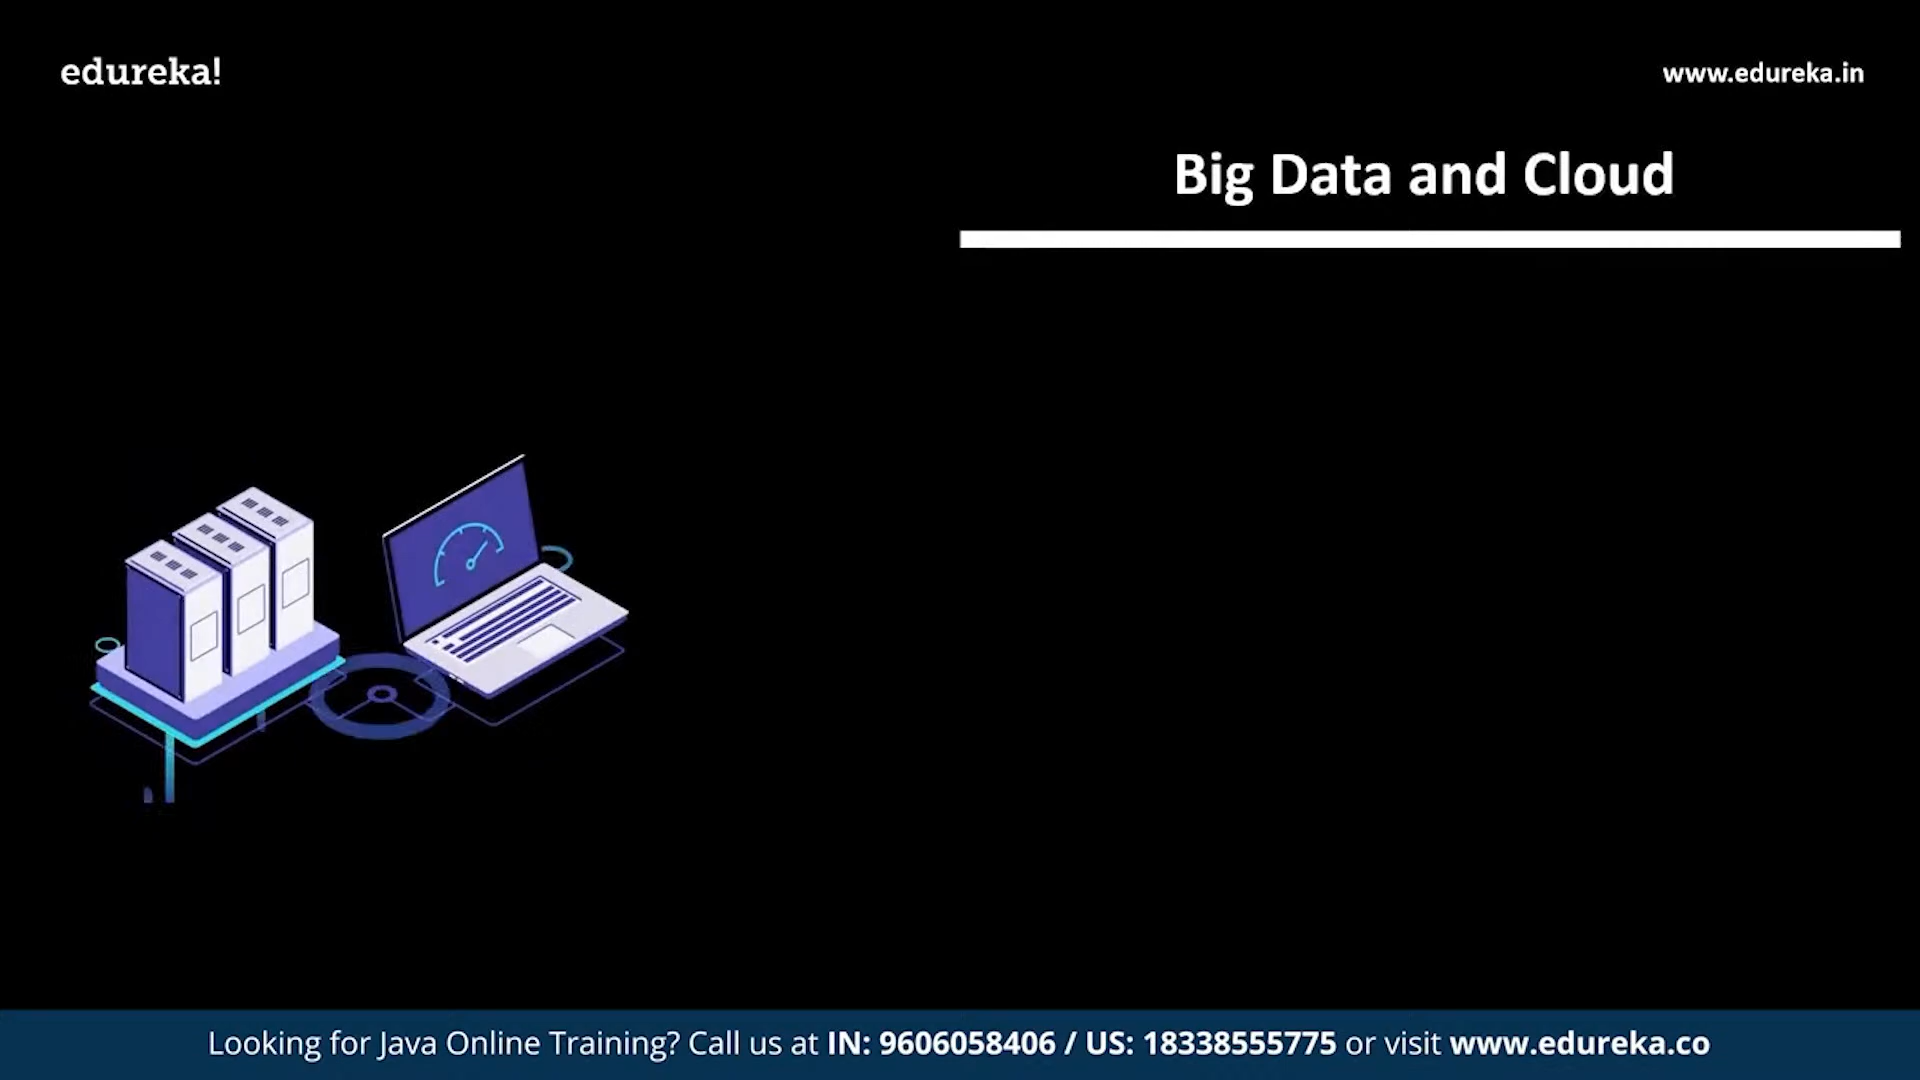 edureka!
www.edureka.in
Big Data and Cloud
Looking for Java Online Training? Call us at IN: 9606058406 / US: 18338555775 or visit www.edureka.co